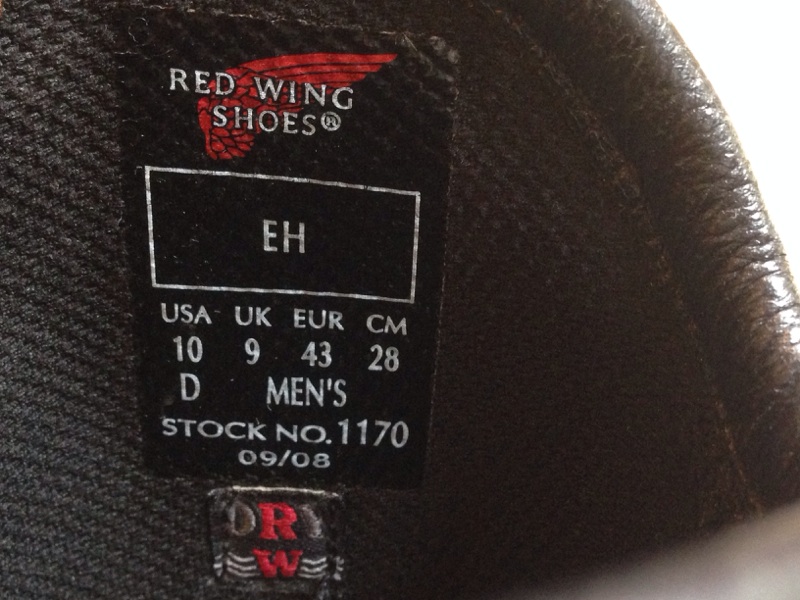 RED WING
SHOES®
EH
USA UK EUR CM
10 9 43 28
D MEN'S
STOCK NO. 1170
09/08
R
W